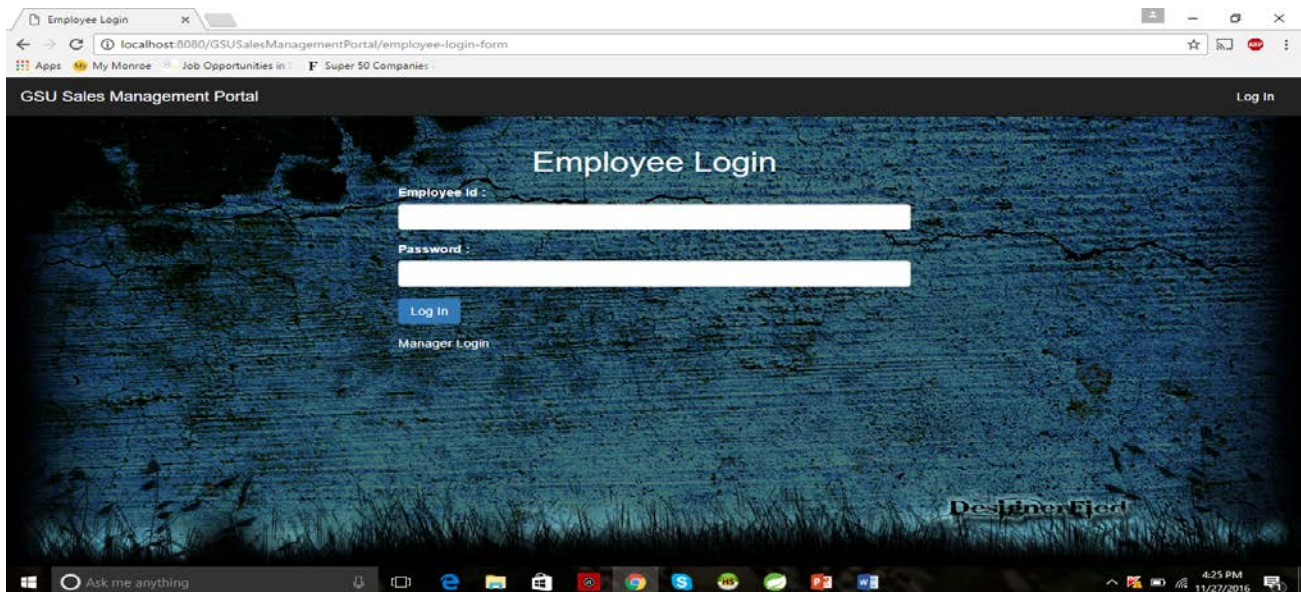 Employee Login
localhost:8080/GSUSalesManagementPortal/employee-login-form
Apps My My Monroe Job Opportunities in F Super 50 Companies
GSU Sales Management Portal Log In
Employee Login
Employee Id :
Password :
Log In
Manager Login
Ask me anything
4:25 PM
11/27/2016